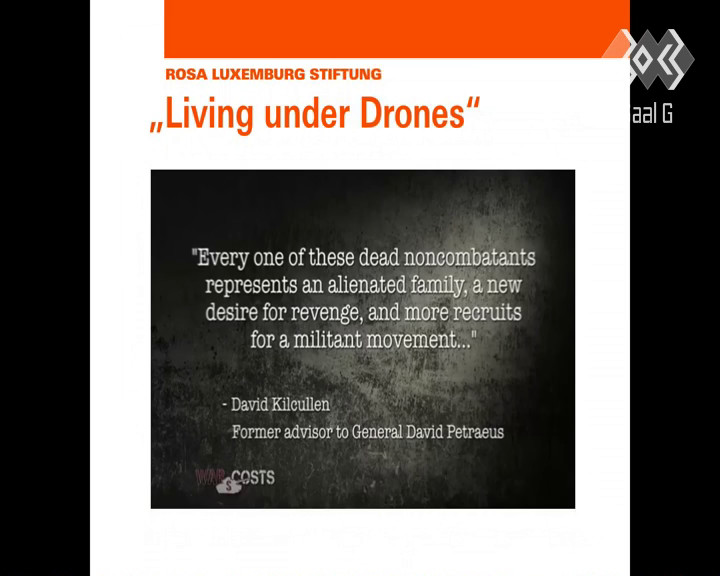 ROSA LUXEMBURG STIFTUNG
„Living under Drones“
"Every one of these dead noncombatants
represents an alienated family, a new
desire for revenge, and more recruits
for a militant movement..."
- David Kilcullen
Former advisor to General David Petraeus
WAR COSTS
$
aal G